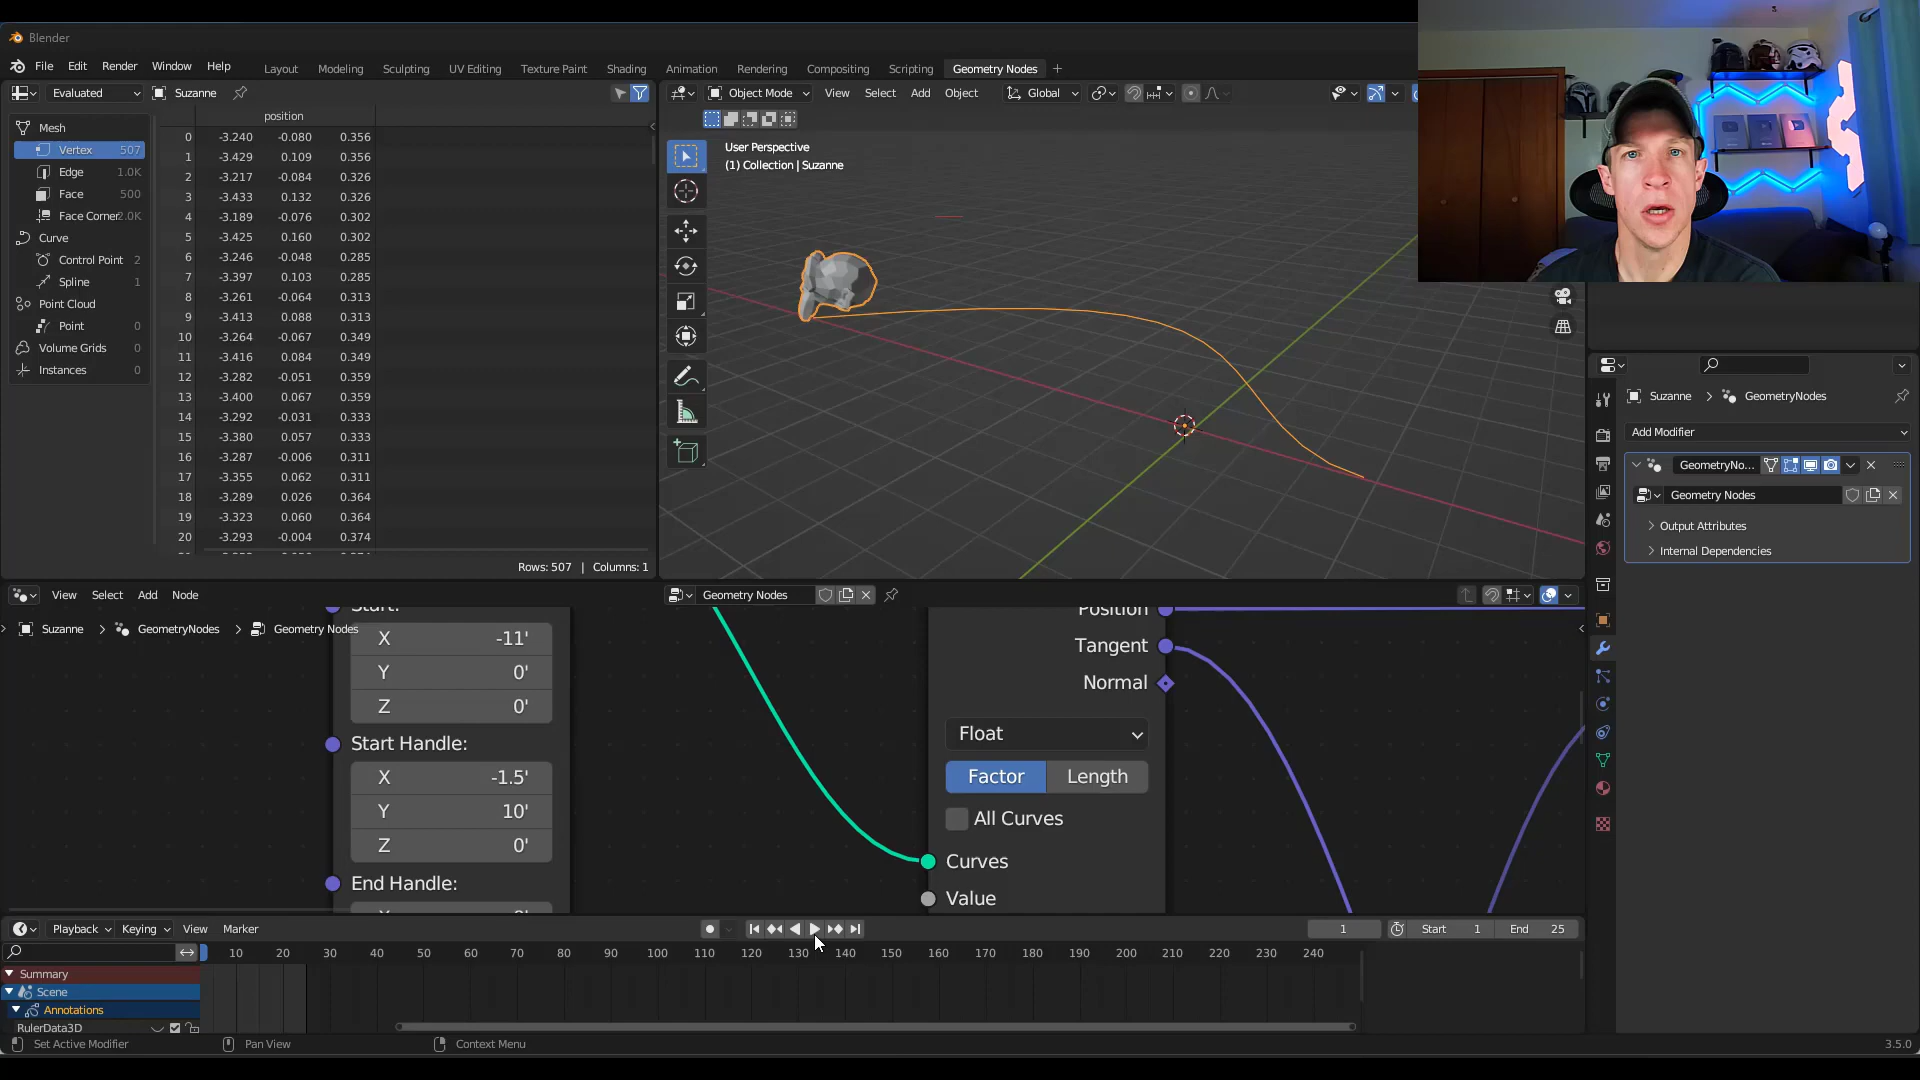 Blender
File Edit Render Window Help
Layout Modeling Sculpting UV Editing Texture Paint Shading Animation Rendering Compositing Scripting Geometry Nodes +
Evaluated Suzanne
position
Mesh
Vertex 507
Edge 1.0K
Face 500
Face Corner 2.0K
Curve
Control Point 2
Spline 1
Point Cloud
Point 0
Volume Grids 0
Instances 0
0 -3.240 -0.080 0.356
1 -3.429 0.109 0.356
2 -3.217 -0.084 0.326
3 -3.433 0.132 0.326
4 -3.189 -0.076 0.302
5 -3.425 0.160 0.302
6 -3.246 -0.048 0.285
7 -3.397 0.103 0.285
8 -3.261 -0.064 0.313
9 -3.413 0.088 0.313
10 -3.264 -0.067 0.349
11 -3.416 0.084 0.349
12 -3.282 -0.051 0.359
13 -3.400 0.067 0.359
14 -3.292 -0.031 0.333
15 -3.380 0.057 0.333
16 -3.287 -0.006 0.311
17 -3.355 0.062 0.311
18 -3.289 0.026 0.364
19 -3.323 0.060 0.364
20 -3.293 -0.004 0.374
Rows: 507 | Columns: 1
Object Mode View Select Add Object Global
User Perspective
(1) Collection | Suzanne
Suzanne > GeometryNodes
Add Modifier
GeometryNo...
Geometry Nodes
Output Attributes
Internal Dependencies
View Select Add Node
Geometry Nodes
Suzanne > GeometryNodes > Geometry Nodes
Start:
X -11'
Y 0'
Z 0'
Start Handle:
X -1.5'
Y 10'
Z 0'
End Handle:
Position
Tangent
Normal
Float
Factor Length
All Curves
Curves
Value
Playback Keying View Marker
1 Start 1 End 25
10 20 30 40 50 60 70 80 90 100 110 120 130 140 150 160 170 180 190 200 210 220 230 240
Summary
Scene
Annotations
RulerData3D
Set Active Modifier Pan View Context Menu
3.5.0